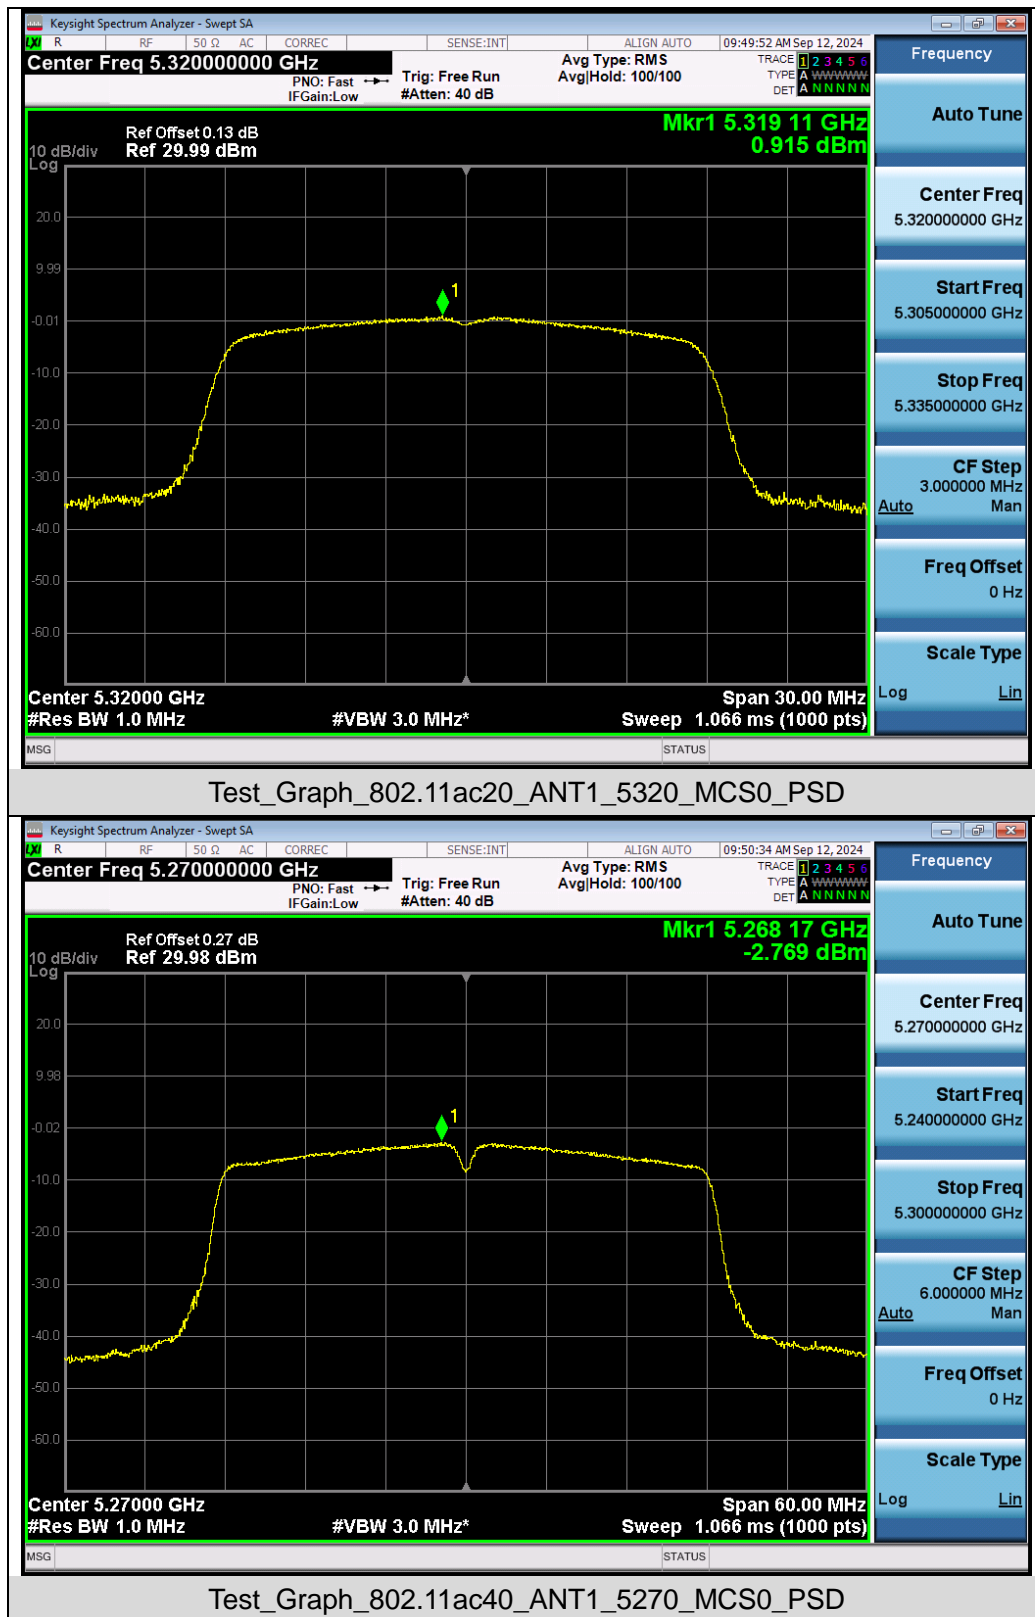 Keysight Spectrum Analyzer - Swept SA
LXI R RF 50 Ω AC CORREC SENSE:INT ALIGN AUTO 09:49:52 AM Sep 12, 2024
Center Freq 5.320000000 GHz
PNO: Fast
IFGain:Low
Trig: Free Run
#Atten: 40 dB
Avg Type: RMS
Avg|Hold: 100/100
TRACE 1 2 3 4 5 6
TYPE A WWWWW
DET A N N N N N
Ref Offset 0.13 dB
Ref 29.99 dBm
10 dB/div
Log
Mkr1 5.319 11 GHz
0.915 dBm
20.0
9.99
1
-0.01
-10.0
-20.0
-30.0
-40.0
-50.0
-60.0
Center 5.32000 GHz
Span 30.00 MHz
#Res BW 1.0 MHz
#VBW 3.0 MHz*
Sweep 1.066 ms (1000 pts)
MSG
STATUS
Frequency
Auto Tune
Center Freq
5.320000000 GHz
Start Freq
5.305000000 GHz
Stop Freq
5.335000000 GHz
CF Step
3.000000 MHz
Auto Man
Freq Offset
0 Hz
Scale Type
Log Lin
Test_Graph_802.11ac20_ANT1_5320_MCS0_PSD
Keysight Spectrum Analyzer - Swept SA
LXI R RF 50 Ω AC CORREC SENSE:INT ALIGN AUTO 09:50:34 AM Sep 12, 2024
Center Freq 5.270000000 GHz
PNO: Fast
IFGain:Low
Trig: Free Run
#Atten: 40 dB
Avg Type: RMS
Avg|Hold: 100/100
TRACE 1 2 3 4 5 6
TYPE A WWWWW
DET A N N N N N
Ref Offset 0.27 dB
Ref 29.98 dBm
10 dB/div
Log
Mkr1 5.268 17 GHz
-2.769 dBm
20.0
9.98
1
-0.02
-10.0
-20.0
-30.0
-40.0
-50.0
-60.0
Center 5.27000 GHz
Span 60.00 MHz
#Res BW 1.0 MHz
#VBW 3.0 MHz*
Sweep 1.066 ms (1000 pts)
MSG
STATUS
Frequency
Auto Tune
Center Freq
5.270000000 GHz
Start Freq
5.240000000 GHz
Stop Freq
5.300000000 GHz
CF Step
6.000000 MHz
Auto Man
Freq Offset
0 Hz
Scale Type
Log Lin
Test_Graph_802.11ac40_ANT1_5270_MCS0_PSD